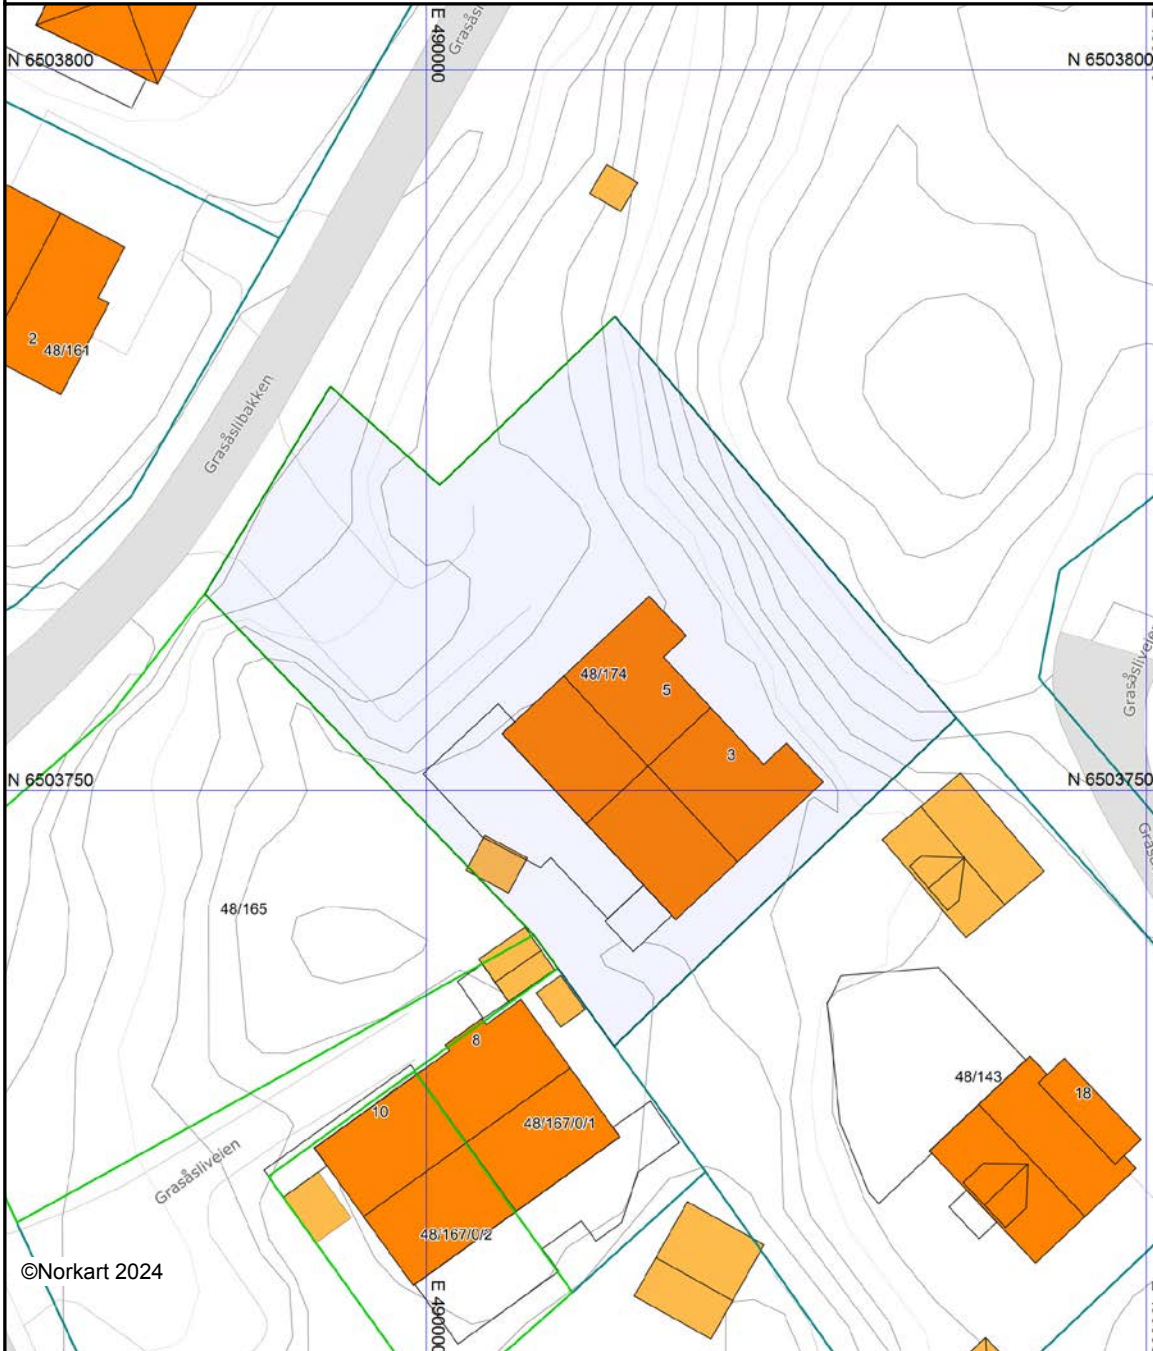 Grasåsli
E 490000
N 6503800
N 6503800
2
48/161
Grasåslibakken
48/174
5
3
Grasåsliveien
N 6503750
N 6503750
48/165
8
10
48/167/0/1
48/143
18
Grasåsliveien
48/167/0/2
©Norkart 2024
E 490000